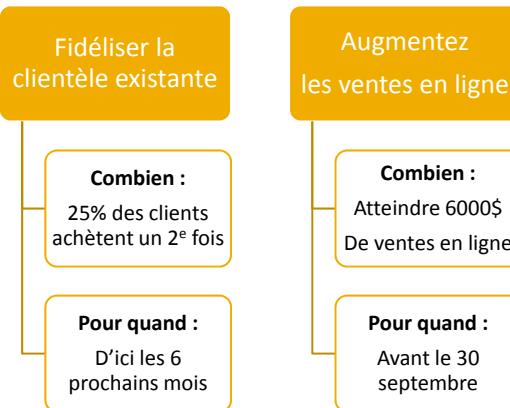 Fidéliser la
clientèle existante
Combien :
25% des clients
achètent un 2e fois
Pour quand :
D'ici les 6
prochains mois
Augmentez
les ventes en ligne
Combien :
Atteindre 6000$
De ventes en ligne
Pour quand :
Avant le 30
septembre